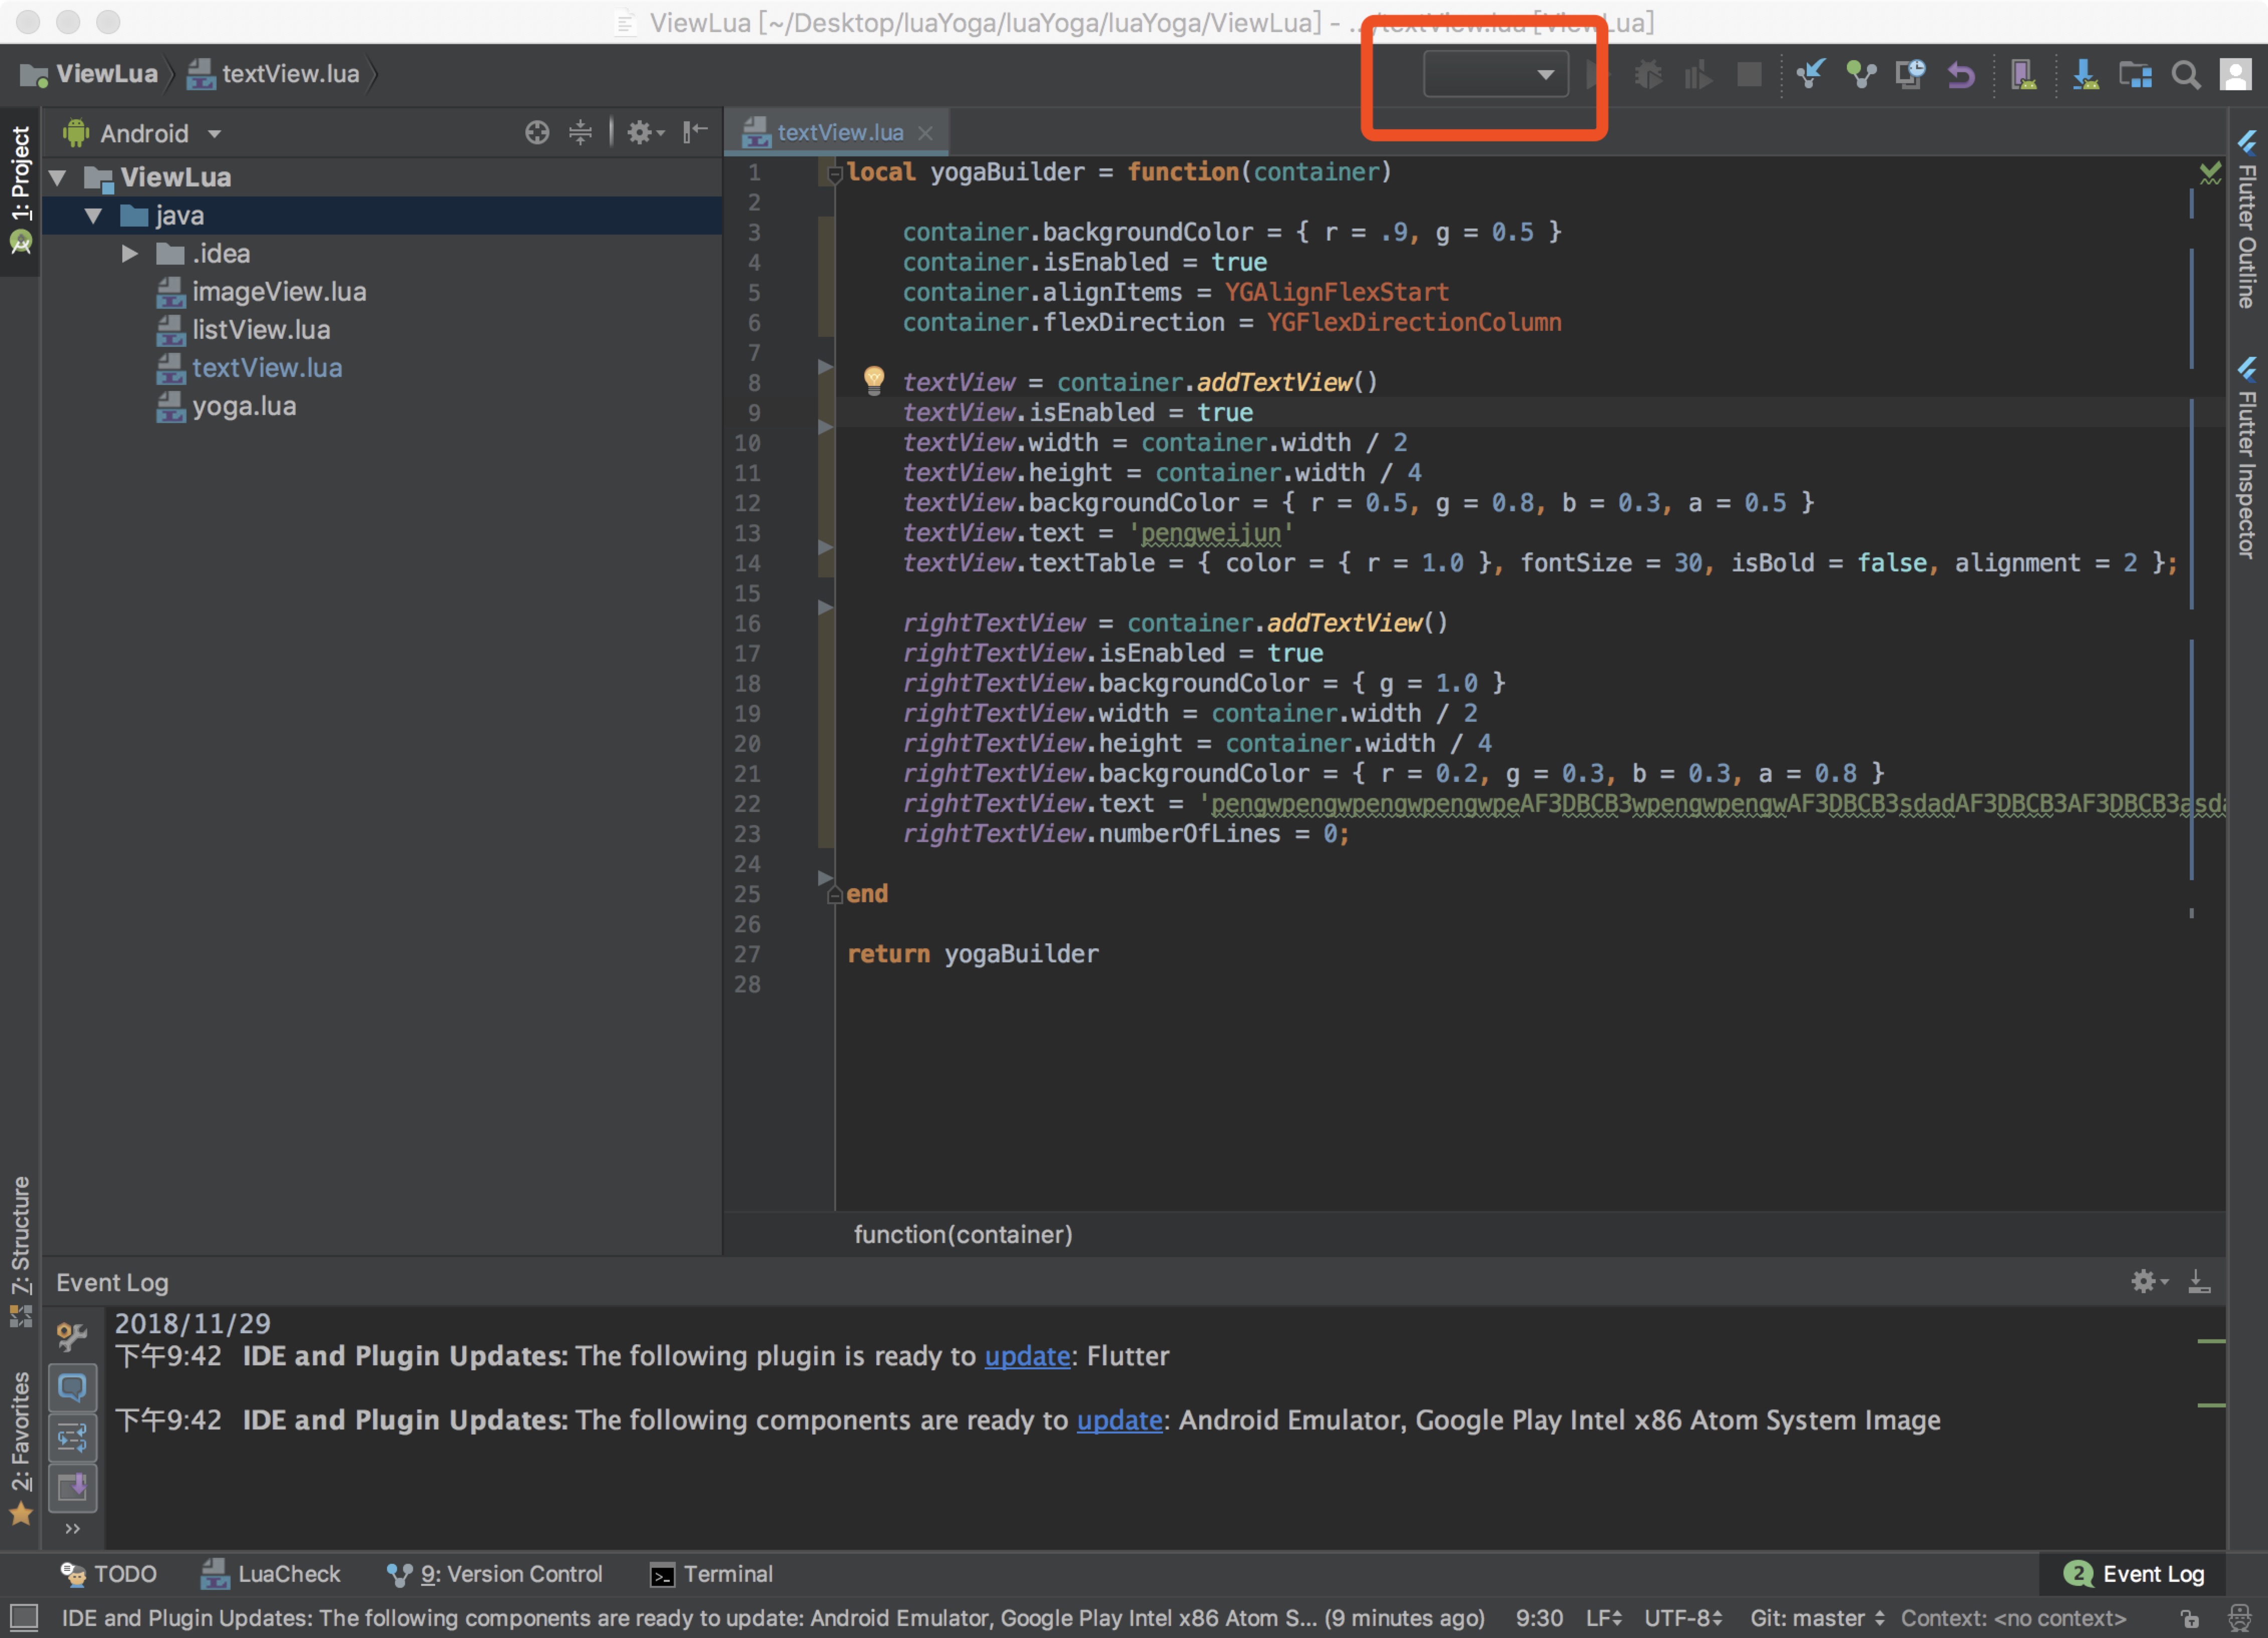 ViewLua [~/Desktop/luaYoga/luaYoga/luaYoga/ViewLua] - .../textView.lua [ViewLua]
ViewLua
textView.lua
Android
textView.lua
1: Project
ViewLua
java
.idea
imageView.lua
listView.lua
textView.lua
yoga.lua
7: Structure
2: Favorites
1 local yogaBuilder = function(container)
2
3 container.backgroundColor = { r = .9, g = 0.5 }
4 container.isEnabled = true
5 container.alignItems = YGAlignFlexStart
6 container.flexDirection = YGFlexDirectionColumn
7
8 textView = container.addTextView()
9 textView.isEnabled = true
10 textView.width = container.width / 2
11 textView.height = container.width / 4
12 textView.backgroundColor = { r = 0.5, g = 0.8, b = 0.3, a = 0.5 }
13 textView.text = 'pengweijun'
14 textView.textTable = { color = { r = 1.0 }, fontSize = 30, isBold = false, alignment = 2 };
15
16 rightTextView = container.addTextView()
17 rightTextView.isEnabled = true
18 rightTextView.backgroundColor = { g = 1.0 }
19 rightTextView.width = container.width / 2
20 rightTextView.height = container.width / 4
21 rightTextView.backgroundColor = { r = 0.2, g = 0.3, b = 0.3, a = 0.8 }
22 rightTextView.text = 'pengwpengwpengwpengwpeAF3DBCB3wpengwpengwAF3DBCB3sdadAF3DBCB3AF3DBCB3asda
23 rightTextView.numberOfLines = 0;
24
25 end
26
27 return yogaBuilder
28
function(container)
Flutter Outline
Flutter Inspector
Event Log
2018/11/29
下午9:42 IDE and Plugin Updates: The following plugin is ready to update: Flutter
下午9:42 IDE and Plugin Updates: The following components are ready to update: Android Emulator, Google Play Intel x86 Atom System Image
TODO
LuaCheck
9: Version Control
Terminal
2 Event Log
IDE and Plugin Updates: The following components are ready to update: Android Emulator, Google Play Intel x86 Atom S... (9 minutes ago)
9:30
LF
UTF-8
Git: master
Context: <no context>